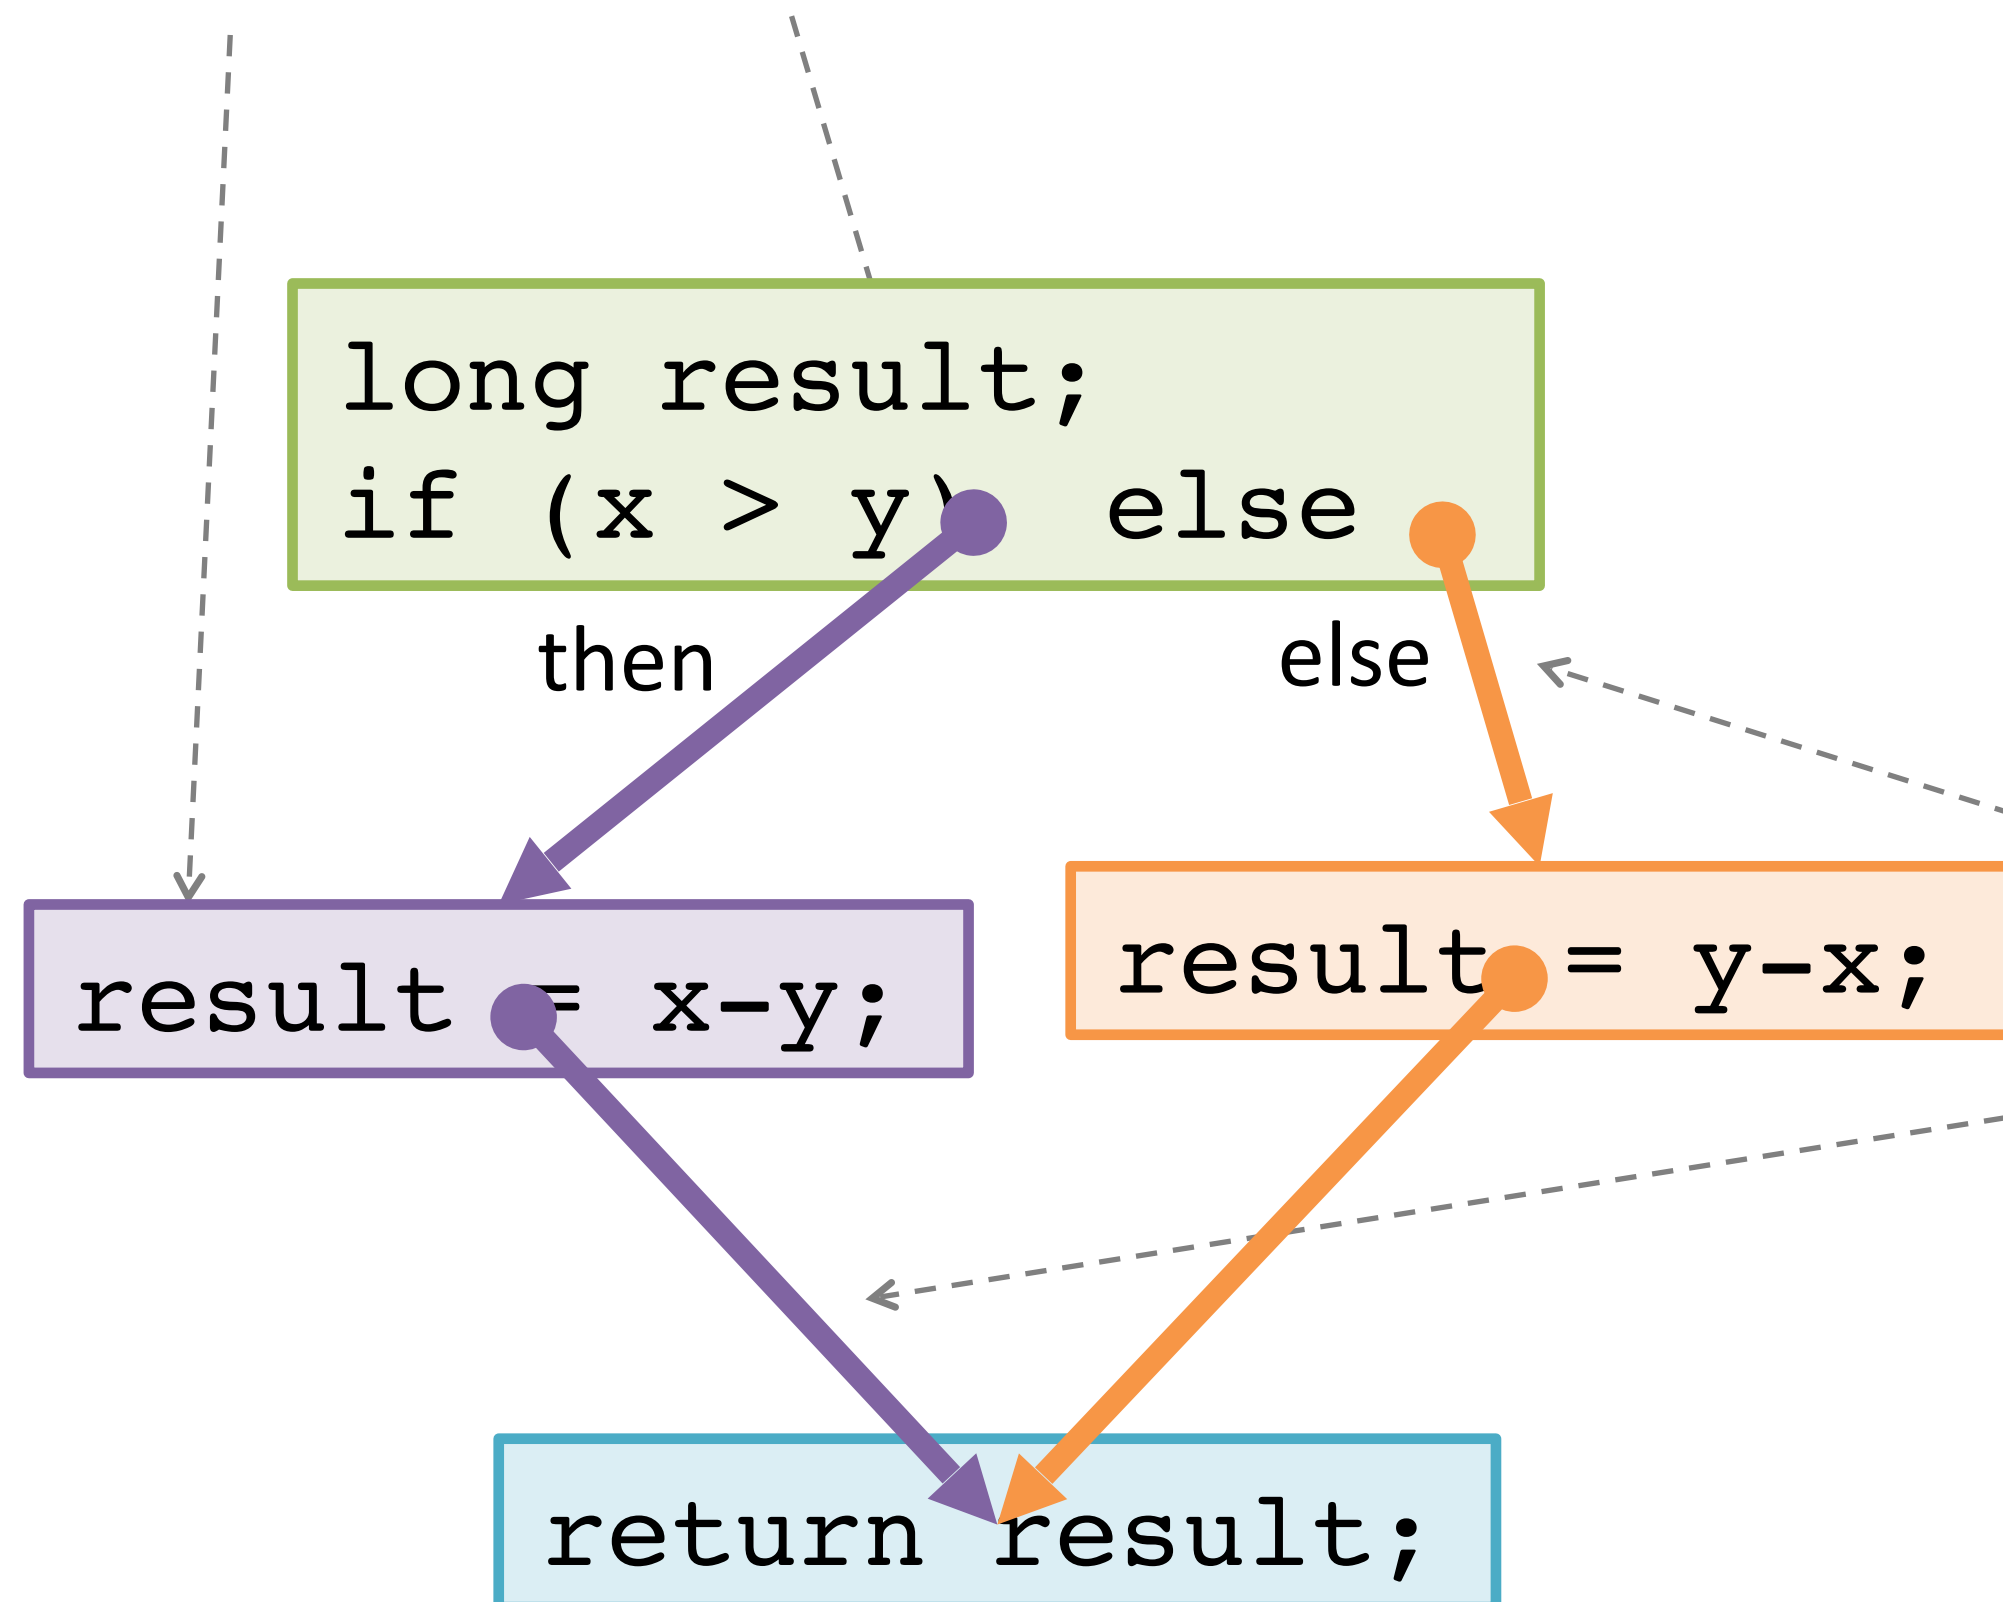 long result;
if (x > y) else
then
else
result = x-y;
result = y-x;
return result;